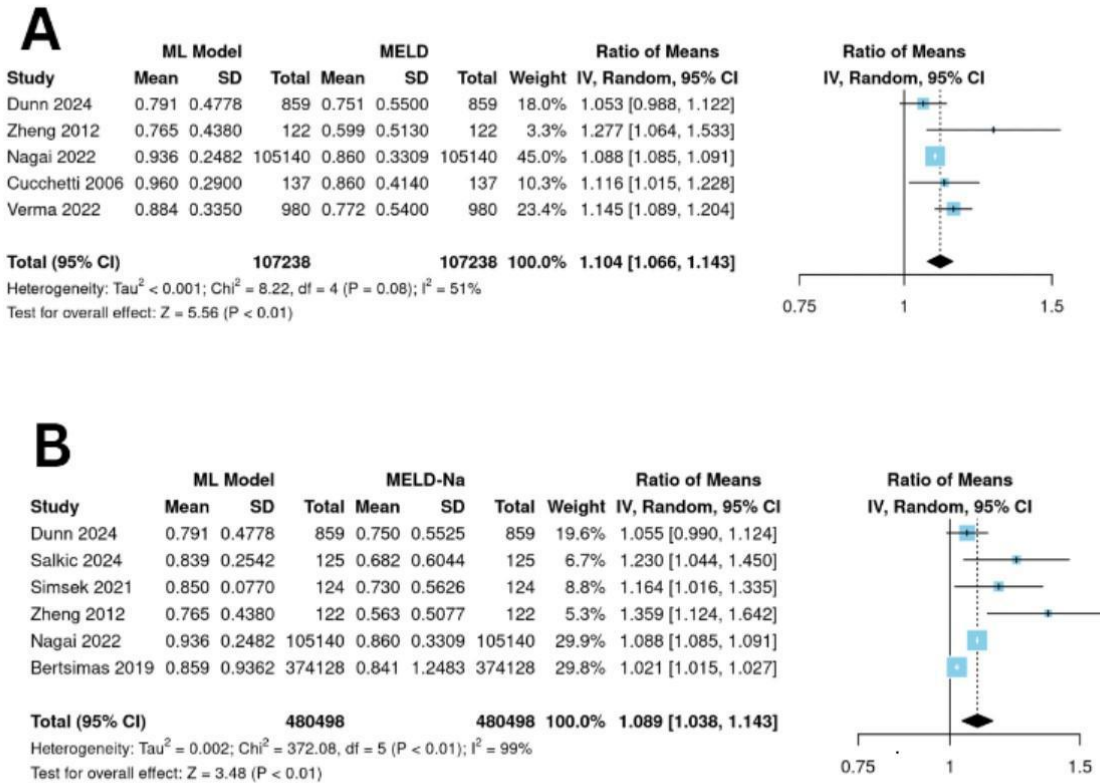 A
ML Model MELD Ratio of Means Ratio of Means
Study Mean SD Total Mean SD Total Weight IV, Random, 95% CI IV, Random, 95% CI
Dunn 2024 0.791 0.4778 859 0.751 0.5500 859 18.0% 1.053 [0.988, 1.122]
Zheng 2012 0.765 0.4380 122 0.599 0.5130 122 3.3% 1.277 [1.064, 1.533]
Nagai 2022 0.936 0.2482 105140 0.860 0.3309 105140 45.0% 1.088 [1.085, 1.091]
Cucchetti 2006 0.960 0.2900 137 0.860 0.4140 137 10.3% 1.116 [1.015, 1.228]
Verma 2022 0.884 0.3350 980 0.772 0.5400 980 23.4% 1.145 [1.089, 1.204]
Total (95% CI) 107238 107238 100.0% 1.104 [1.066, 1.143]
Heterogeneity: Tau² < 0.001; Chi² = 8.22, df = 4 (P = 0.08); I² = 51%
Test for overall effect: Z = 5.56 (P < 0.01)
0.75 1 1.5
B
ML Model MELD-Na Ratio of Means Ratio of Means
Study Mean SD Total Mean SD Total Weight IV, Random, 95% CI IV, Random, 95% CI
Dunn 2024 0.791 0.4778 859 0.750 0.5525 859 19.6% 1.055 [0.990, 1.124]
Salkic 2024 0.839 0.2542 125 0.682 0.6044 125 6.7% 1.230 [1.044, 1.450]
Simsek 2021 0.850 0.0770 124 0.730 0.5626 124 8.8% 1.164 [1.016, 1.335]
Zheng 2012 0.765 0.4380 122 0.563 0.5077 122 5.3% 1.359 [1.124, 1.642]
Nagai 2022 0.936 0.2482 105140 0.860 0.3309 105140 29.9% 1.088 [1.085, 1.091]
Bertsimas 2019 0.859 0.9362 374128 0.841 1.2483 374128 29.8% 1.021 [1.015, 1.027]
Total (95% CI) 480498 480498 100.0% 1.089 [1.038, 1.143]
Heterogeneity: Tau² = 0.002; Chi² = 372.08, df = 5 (P < 0.01); I² = 99%
Test for overall effect: Z = 3.48 (P < 0.01)
0.75 1 1.5